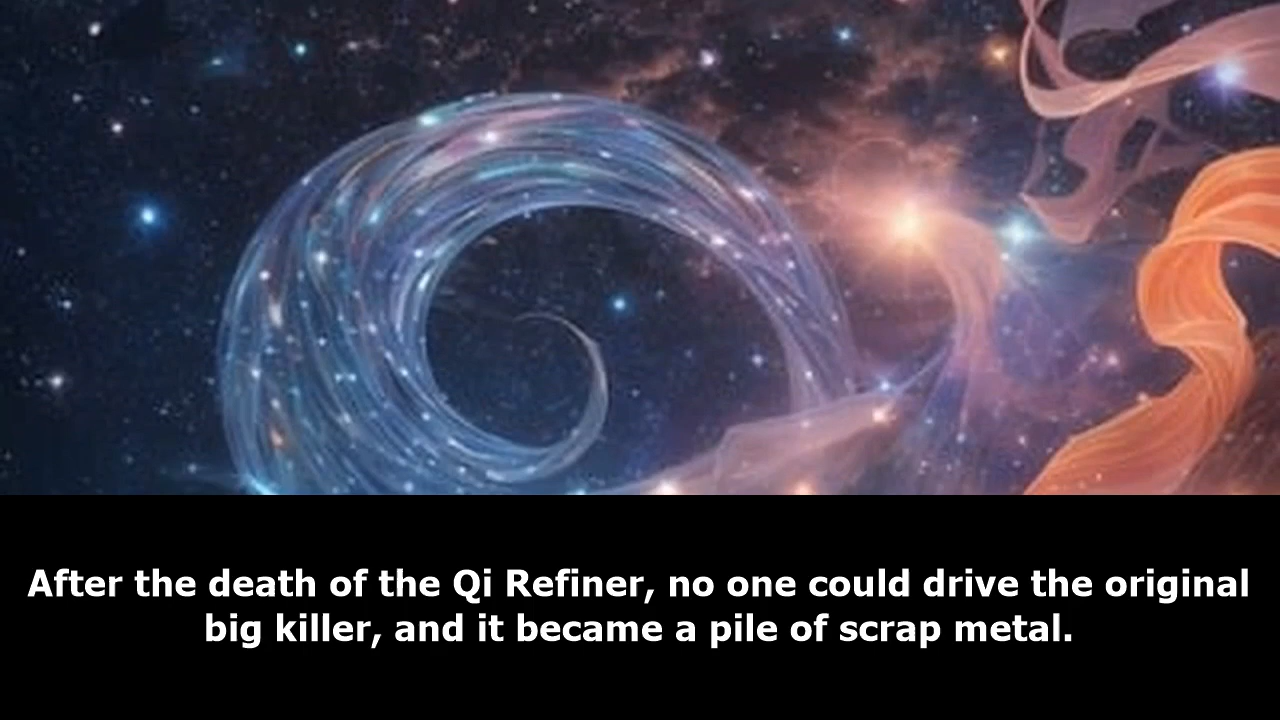 After the death of the Qi Refiner, no one could drive the original
big killer, and it became a pile of scrap metal.